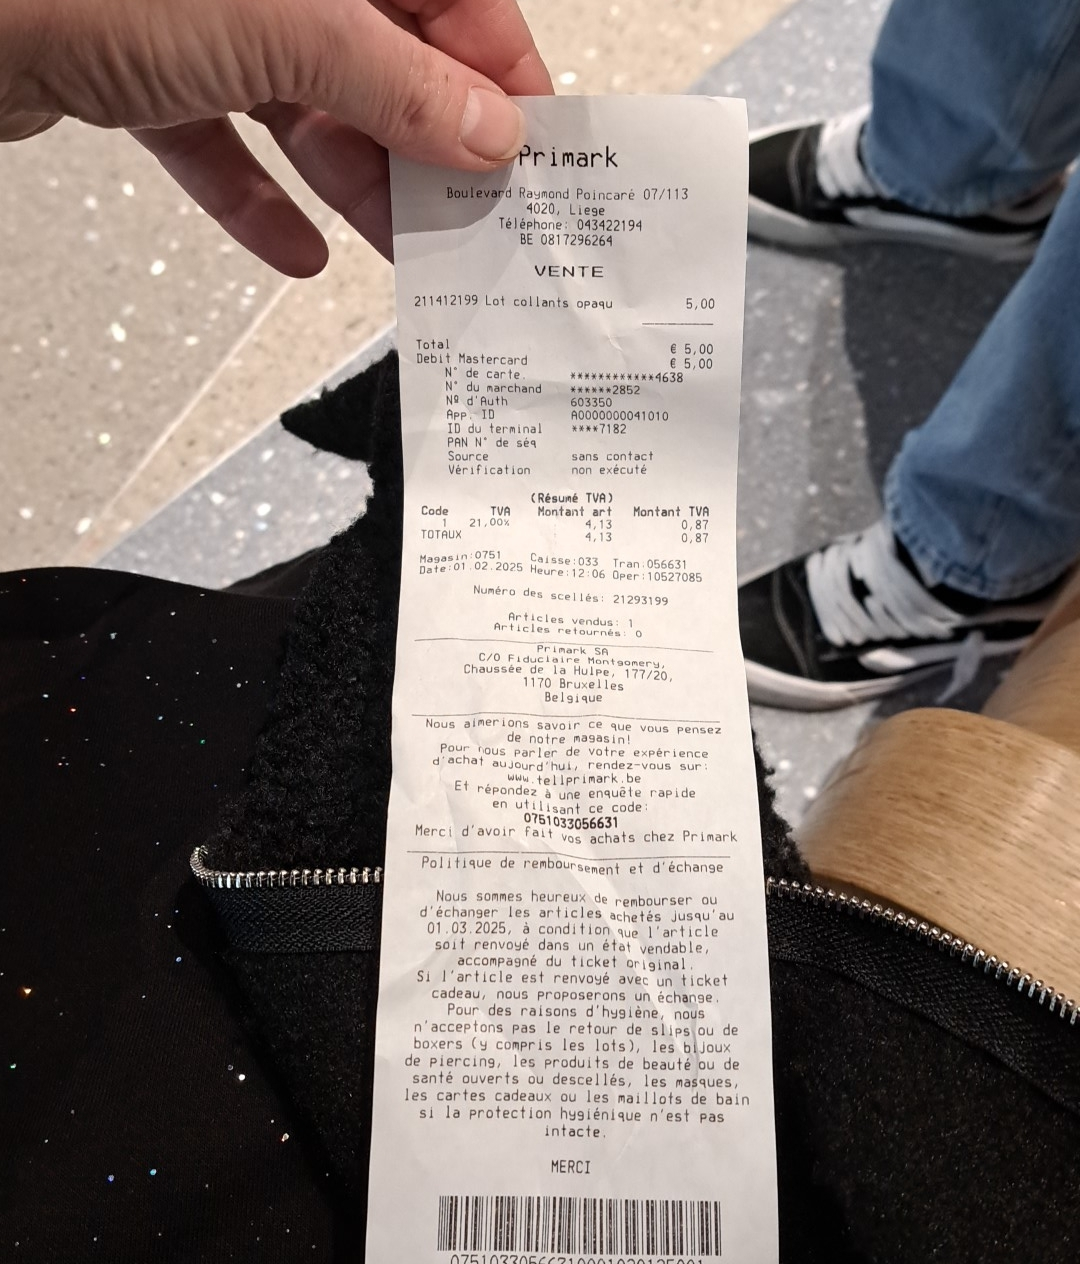 Primark
Boulevard Raymond Poincaré 07/113
4020, Liege
Téléphone: 043422194
BE 0817296264
VENTE
211412199 Lot collants opaqu 5,00
Total € 5,00
Debit Mastercard € 5,00
N° de carte. ************4638
N° du marchand ******2852
Nº d'Auth 603350
App. ID A0000000041010
ID du terminal ****7182
PAN N° de séq
Source sans contact
Vérification non exécuté
(Résumé TVA)
Code TVA Montant art Montant TVA
1 21,00% 4,13 0,87
TOTAUX 4,13 0,87
Magasin:0751 Caisse:033 Tran:056631
Date:01.02.2025 Heure:12:06 Oper:10527085
Numéro des scellés: 21293199
Articles vendus: 1
Articles retournés: 0
Primark SA
C/O Fiduciaire Montgomery,
Chaussée de la Hulpe, 177/20,
1170 Bruxelles
Belgique
Nous aimerions savoir ce que vous pensez
de notre magasin!
Pour nous parler de votre expérience
d'achat aujourd'hui, rendez-vous sur:
www.tellprimark.be
Et répondez à une enquête rapide
en utilisant ce code:
0751033056631
Merci d'avoir fait vos achats chez Primark
Politique de remboursement et d'échange
Nous sommes heureux de rembourser ou
d'échanger les articles achetés jusqu'au
01.03.2025, à condition que l'article
soit renvoyé dans un état vendable,
accompagné du ticket original.
Si l'article est renvoyé avec un ticket
cadeau, nous proposerons un échange.
Pour des raisons d'hygiène, nous
n'acceptons pas le retour de slips ou de
boxers (y compris les lots), les bijoux
de piercing, les produits de beauté ou de
santé ouverts ou descellés, les masques,
les cartes cadeaux ou les maillots de bain
si la protection hygiénique n'est pas
intacte.
MERCI